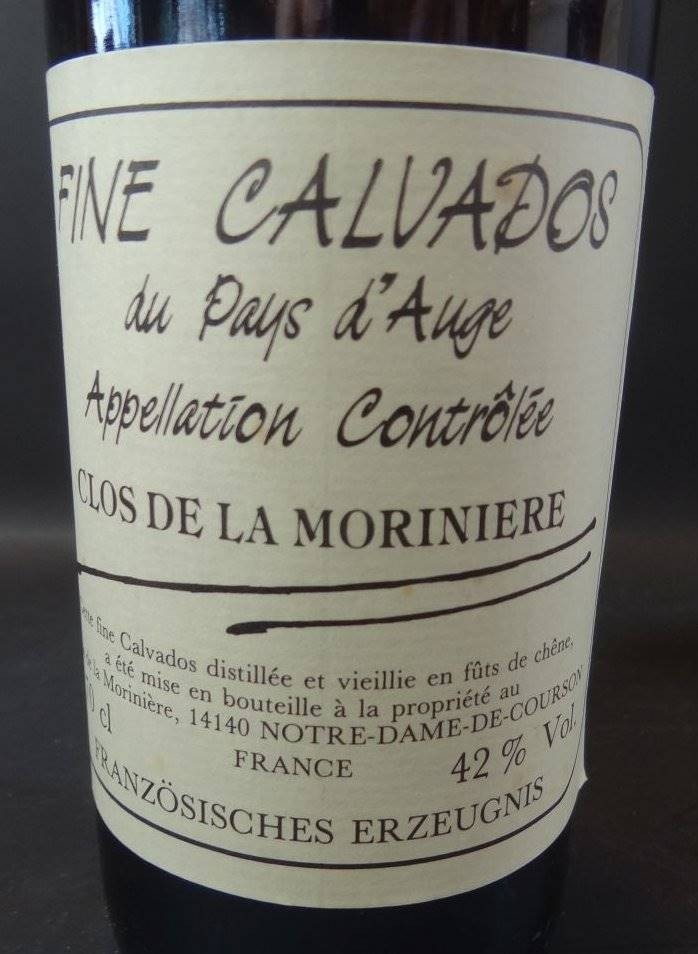 FINE CALVADOS
du Pays d'Auge
Appellation Contrôlée
CLOS DE LA MORINIERE
fine Calvados distillée et vieillie en fûts de chêne,
a été mise en bouteille à la propriété au
de la Morinière, 14140 NOTRE-DAME-DE-COURSON
cl FRANCE 42 % Vol.
FRANZÖSISCHES ERZEUGNIS